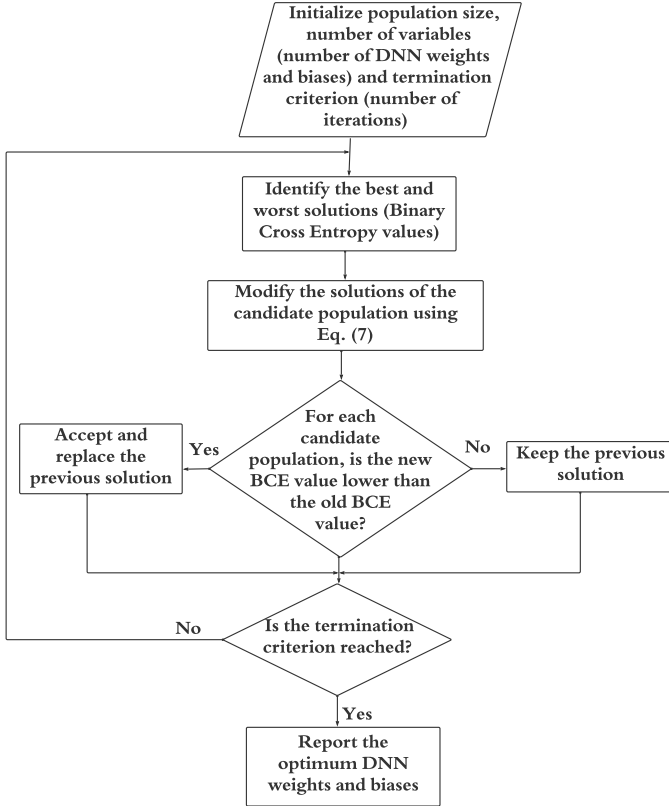 Initialize population size,
number of variables
(number of DNN weights
and biases) and termination
criterion (number of
iterations)
Identify the best and
worst solutions (Binary
Cross Entropy values)
Modify the solutions of the
candidate population using
Eq. (7)
For each
candidate
population, is the new
BCE value lower than
the old BCE
value?
Yes
Accept and
replace the
previous solution
No
Keep the previous
solution
Is the termination
criterion reached?
No
Yes
Report the
optimum DNN
weights and biases